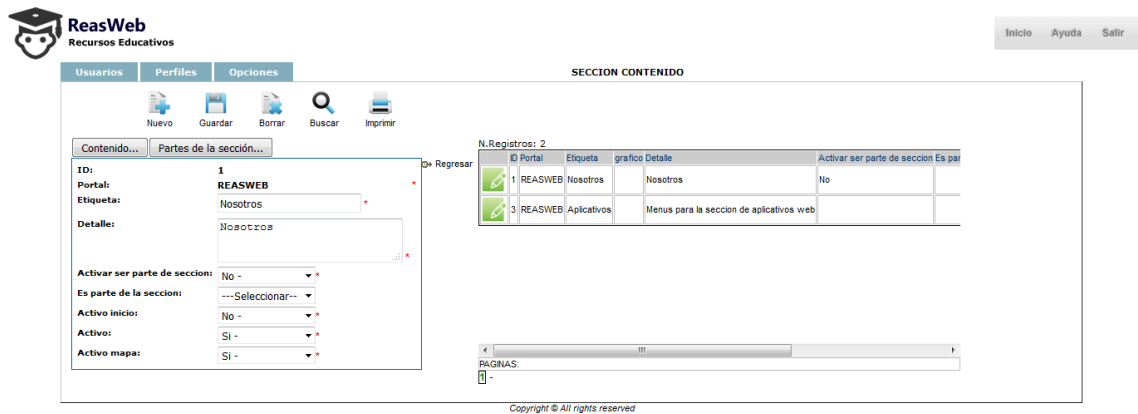 ReasWeb
Recursos Educativos
Inicio Ayuda Salir
Usuarios Perfiles Opciones
SECCION CONTENIDO
Nuevo Guardar Borrar Buscar Imprimir
Contenido... Partes de la sección...
Regresar
ID: 1
Portal: REASWEB *
Etiqueta: Nosotros *
Detalle: Nosotros *
Activar ser parte de seccion: No - *
Es parte de la seccion: ---Seleccionar--
Activo inicio: No - *
Activo: Si - *
Activo mapa: Si - *
N.Registros: 2
ID Portal Etiqueta grafico Detalle Activar ser parte de seccion Es par
1 REASWEB Nosotros Nosotros No
3 REASWEB Aplicativos Menus para la seccion de aplicativos web
PAGINAS:
1 -
Copyright © All rights reserved